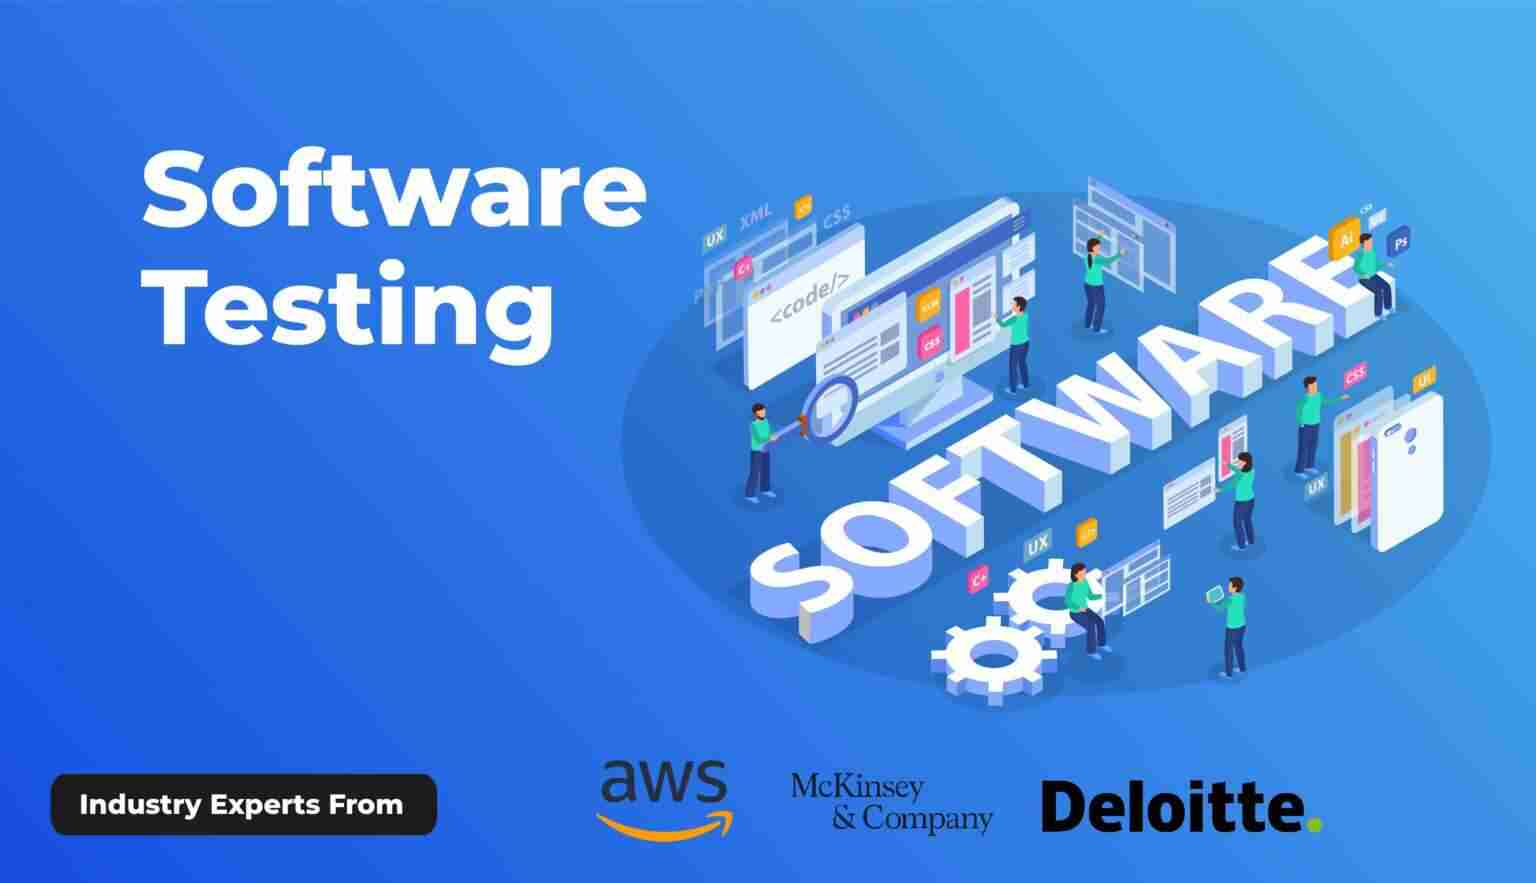 Software
Testing
UX
XML
CSS
C+
<code/>
CSS
SOFTWARE
Ai
Ps
CSS
UI
UX
UX
C+
Industry Experts From
aws
McKinsey
& Company
Deloitte.